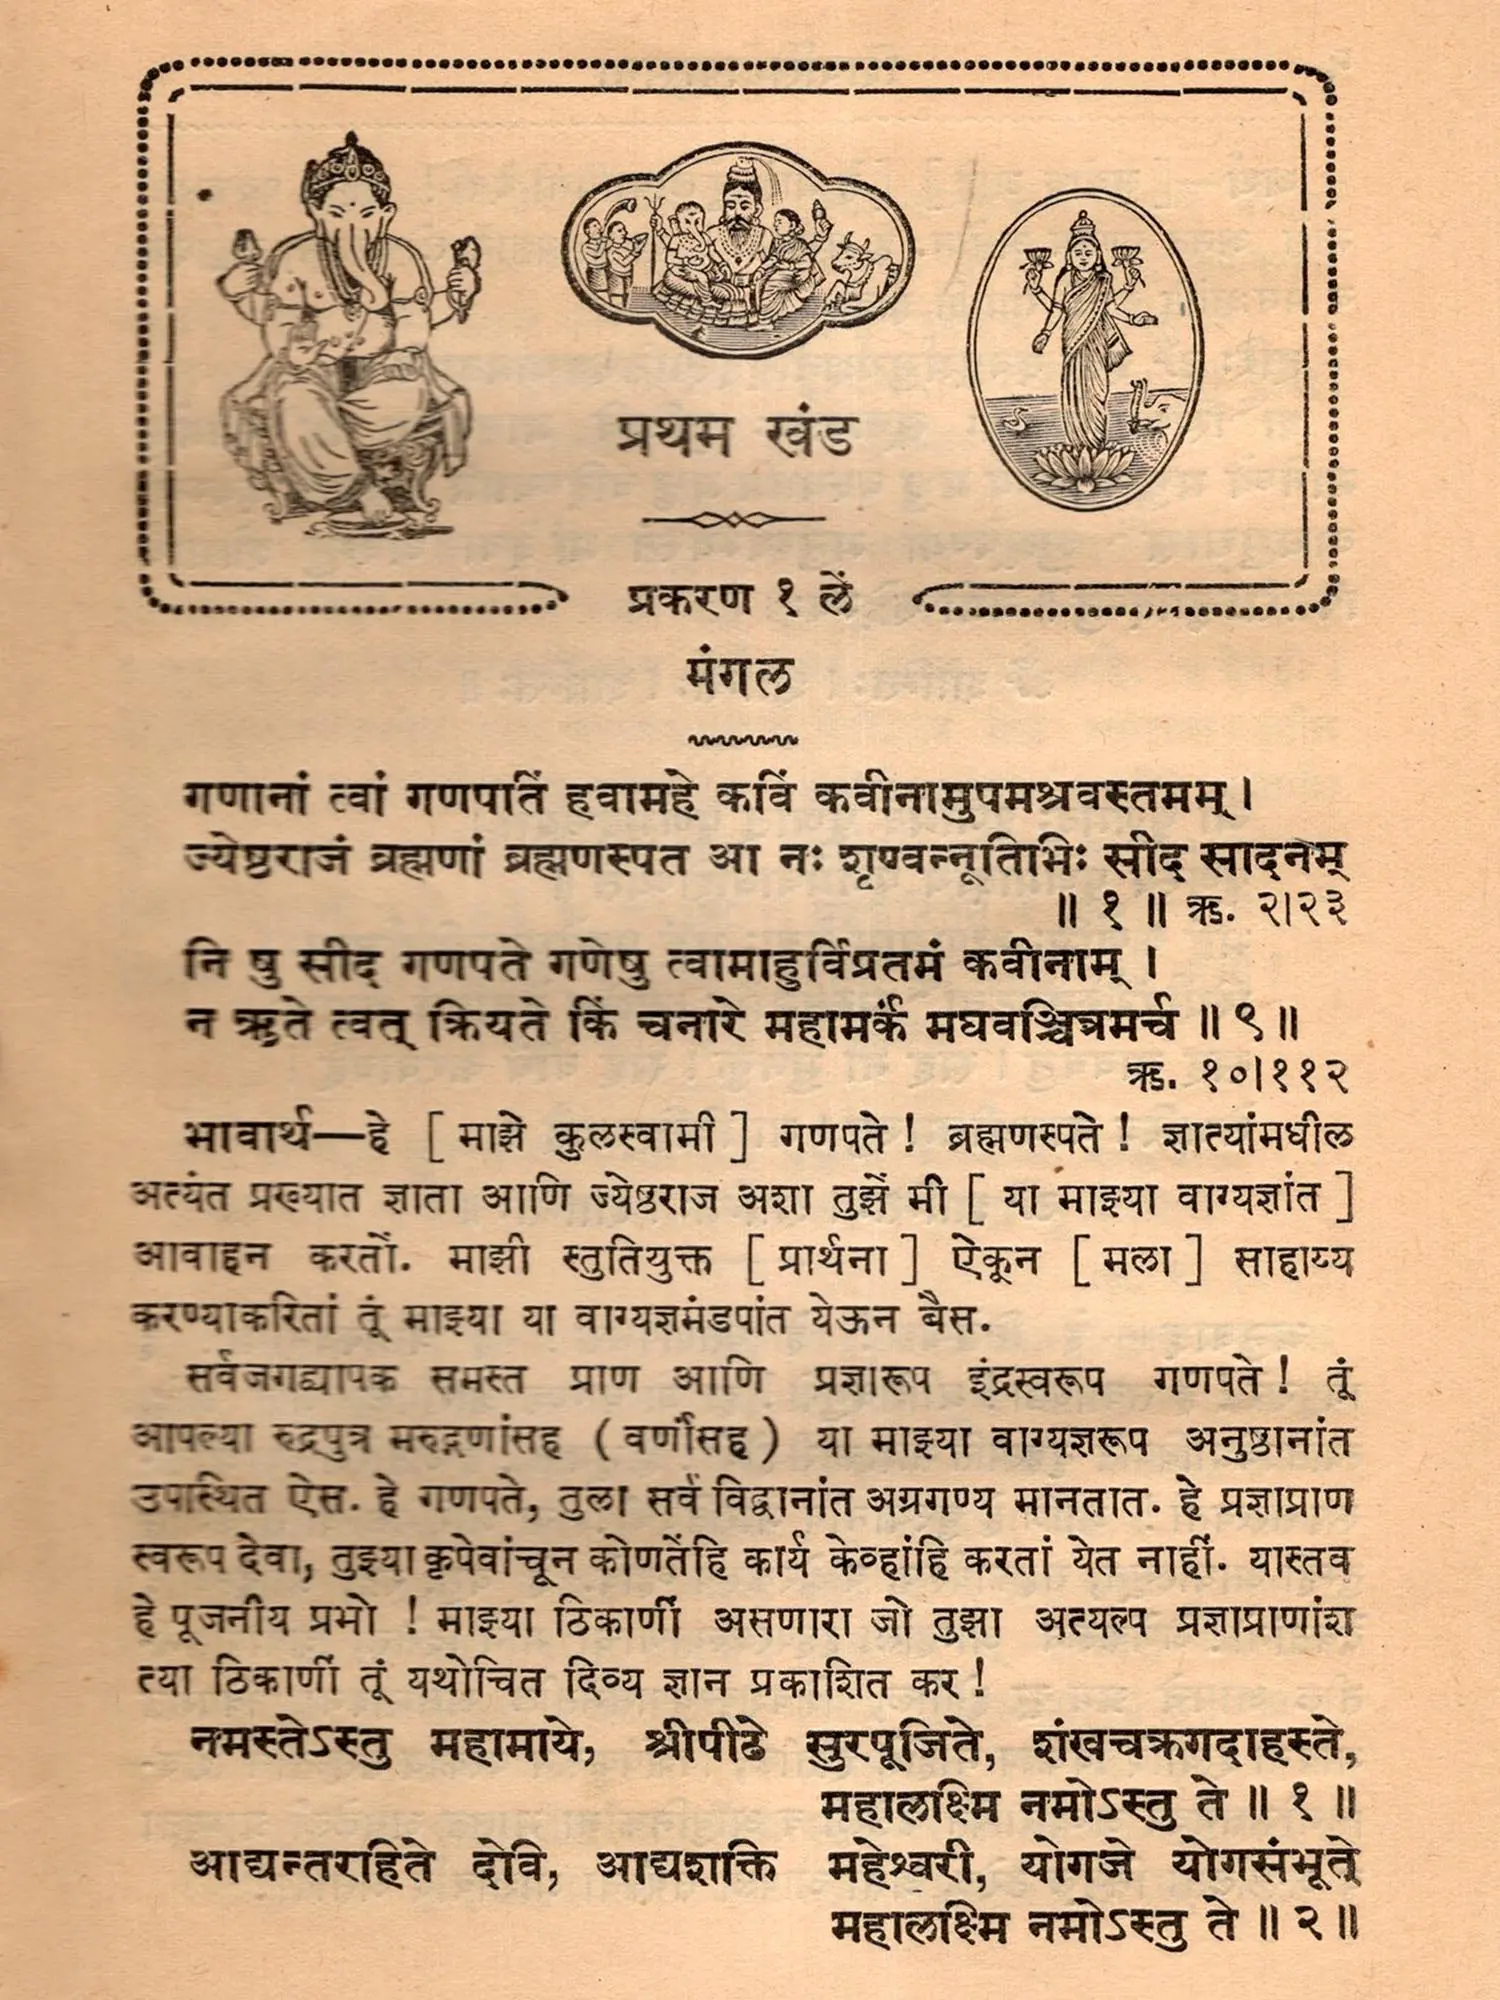 प्रथम खंड
प्रकरण १ लें
मंगल
गणानां त्वां गणपतिं हवामहे कविं कवीनामुपमश्रवस्तमम् ।
ज्येष्ठराजं ब्रह्मणां ब्रह्मणस्पत आ नः शृण्वन्नूतिभिः सीद सादनम्
॥ १ ॥ ऋ. २।२३
नि षु सीद गणपते गणेषु त्वामाहुर्विप्रतमं कवीनाम् ।
न ऋते त्वत् क्रियते किं चनारे महामर्कं मघवञ्चित्रमर्च ॥ ९ ॥
ऋ. १०।११२
भावार्थ—हे [ माझे कुलस्वामी ] गणपते ! ब्रह्मणस्पते ! ज्ञात्यांमधील
अत्यंत प्रख्यात ज्ञाता आणि ज्येष्ठराज अशा तुझें मी [ या माझ्या वाग्यज्ञांत ]
आवाहन करतों. माझी स्तुतियुक्त [ प्रार्थना ] ऐकून [ मला ] साहाय्य
करण्याकरितां तूं माझ्या या वाग्यज्ञमंडपांत येऊन बैस.
सर्वजगद्यापक समस्त प्राण आणि प्रज्ञारूप इंद्रस्वरूप गणपते ! तूं
आपल्या रुद्रपुत्र मरुद्गणांसह ( वर्णांसह ) या माझ्या वाग्यज्ञरूप अनुष्ठानांत
उपस्थित ऐस. हे गणपते, तुला सर्व विद्वानांत अग्रगण्य मानतात. हे प्रज्ञाप्राण
स्वरूप देवा, तुझ्या कृपेवांचून कोणतेंहि कार्य केव्हांहि करतां येत नाहीं. यास्तव
हे पूजनीय प्रभो ! माझ्या ठिकाणीं असणारा जो तुझा अत्यल्प प्रज्ञाप्राणांश
त्या ठिकाणीं तूं यथोचित दिव्य ज्ञान प्रकाशित कर !
नमस्तेऽस्तु महामाये, श्रीपीठे सुरपूजिते, शंखचक्रगदाहस्ते,
महालक्ष्मि नमोऽस्तु ते ॥ १ ॥
आद्यन्तरहिते देवि, आद्यशक्ति महेश्वरी, योगजे योगसंभूते
महालक्ष्मि नमोऽस्तु ते ॥ २ ॥